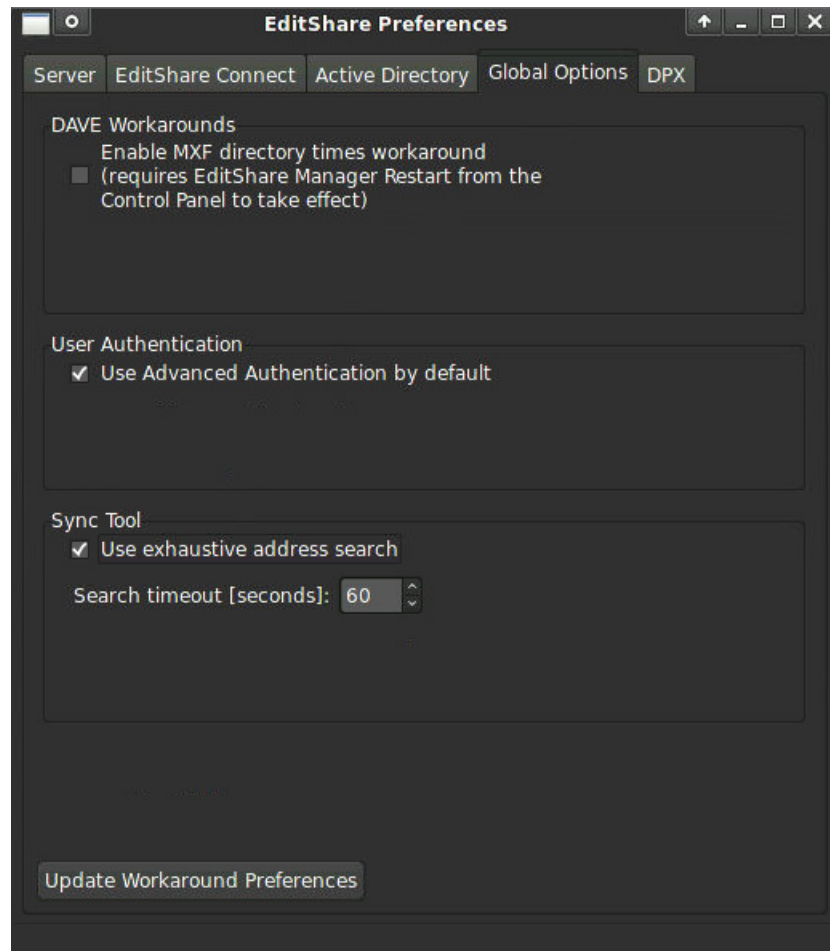 EditShare Preferences
Server EditShare Connect Active Directory Global Options DPX
DAVE Workarounds
Enable MXF directory times workaround
(requires EditShare Manager Restart from the
Control Panel to take effect)
User Authentication
Use Advanced Authentication by default
Sync Tool
Use exhaustive address search
Search timeout [seconds]: 60
Update Workaround Preferences